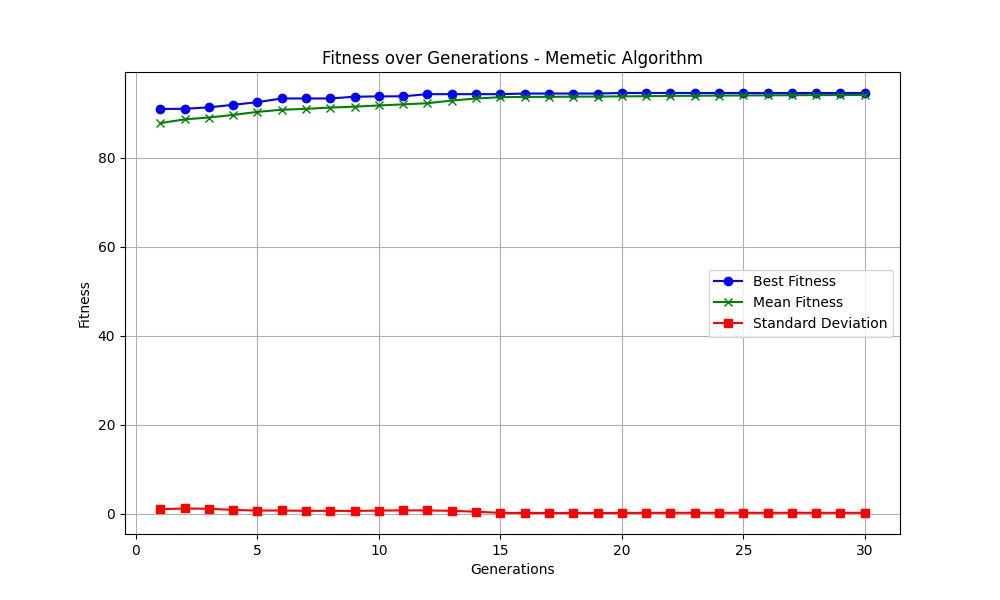 Fitness over Generations - Memetic Algorithm
Fitness
80
60
40
20
0
Best Fitness
Mean Fitness
Standard Deviation
0 5 10 15 20 25 30
Generations